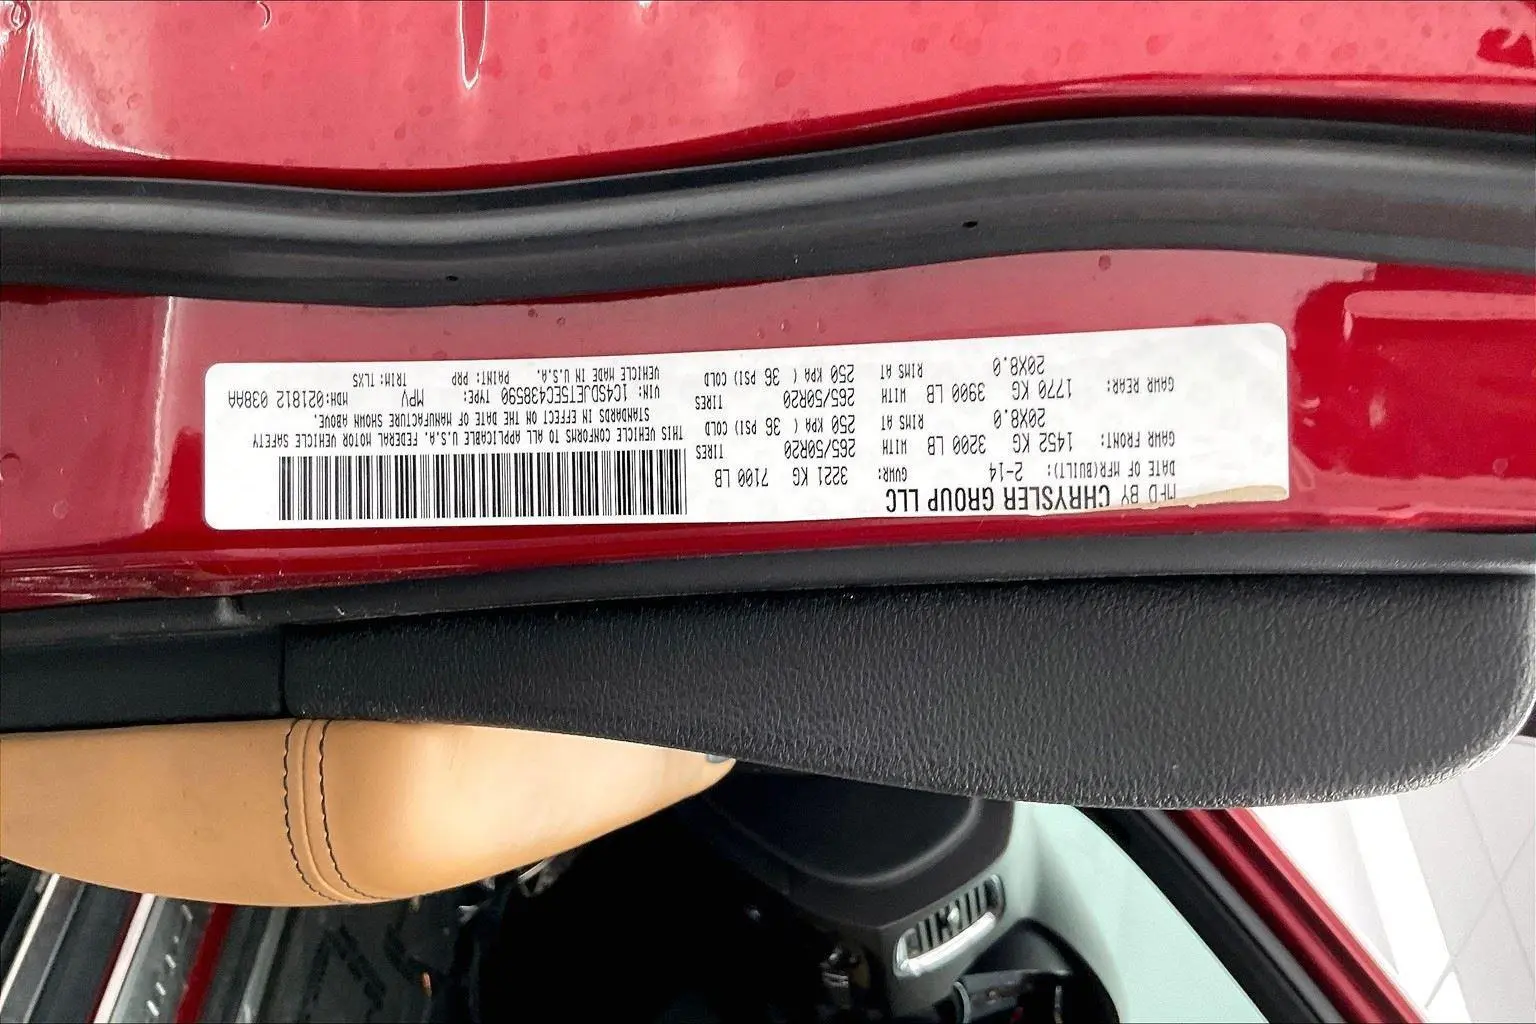 MFD BY CHRYSLER GROUP LLC
DATE OF MFR(BUILT): 2-14 GVWR: 3221 KG 7100 LB
GAWR FRONT: 1452 KG 3200 LB WITH 265/50R20 TIRES
20X8.0 RIMS AT 250 KPA ( 36 PSI) COLD
GAWR REAR: 1770 KG 3900 LB WITH 265/50R20 TIRES
20X8.0 RIMS AT 250 KPA ( 36 PSI) COLD
THIS VEHICLE CONFORMS TO ALL APPLICABLE U.S.A. FEDERAL MOTOR VEHICLE SAFETY
STANDARDS IN EFFECT ON THE DATE OF MANUFACTURE SHOWN ABOVE.
VIN: 1C4SDJET5EC438590 TYPE: MPV MDH:021812 038AA
VEHICLE MADE IN U.S.A. PAINT: PRP TRIM: TLXS